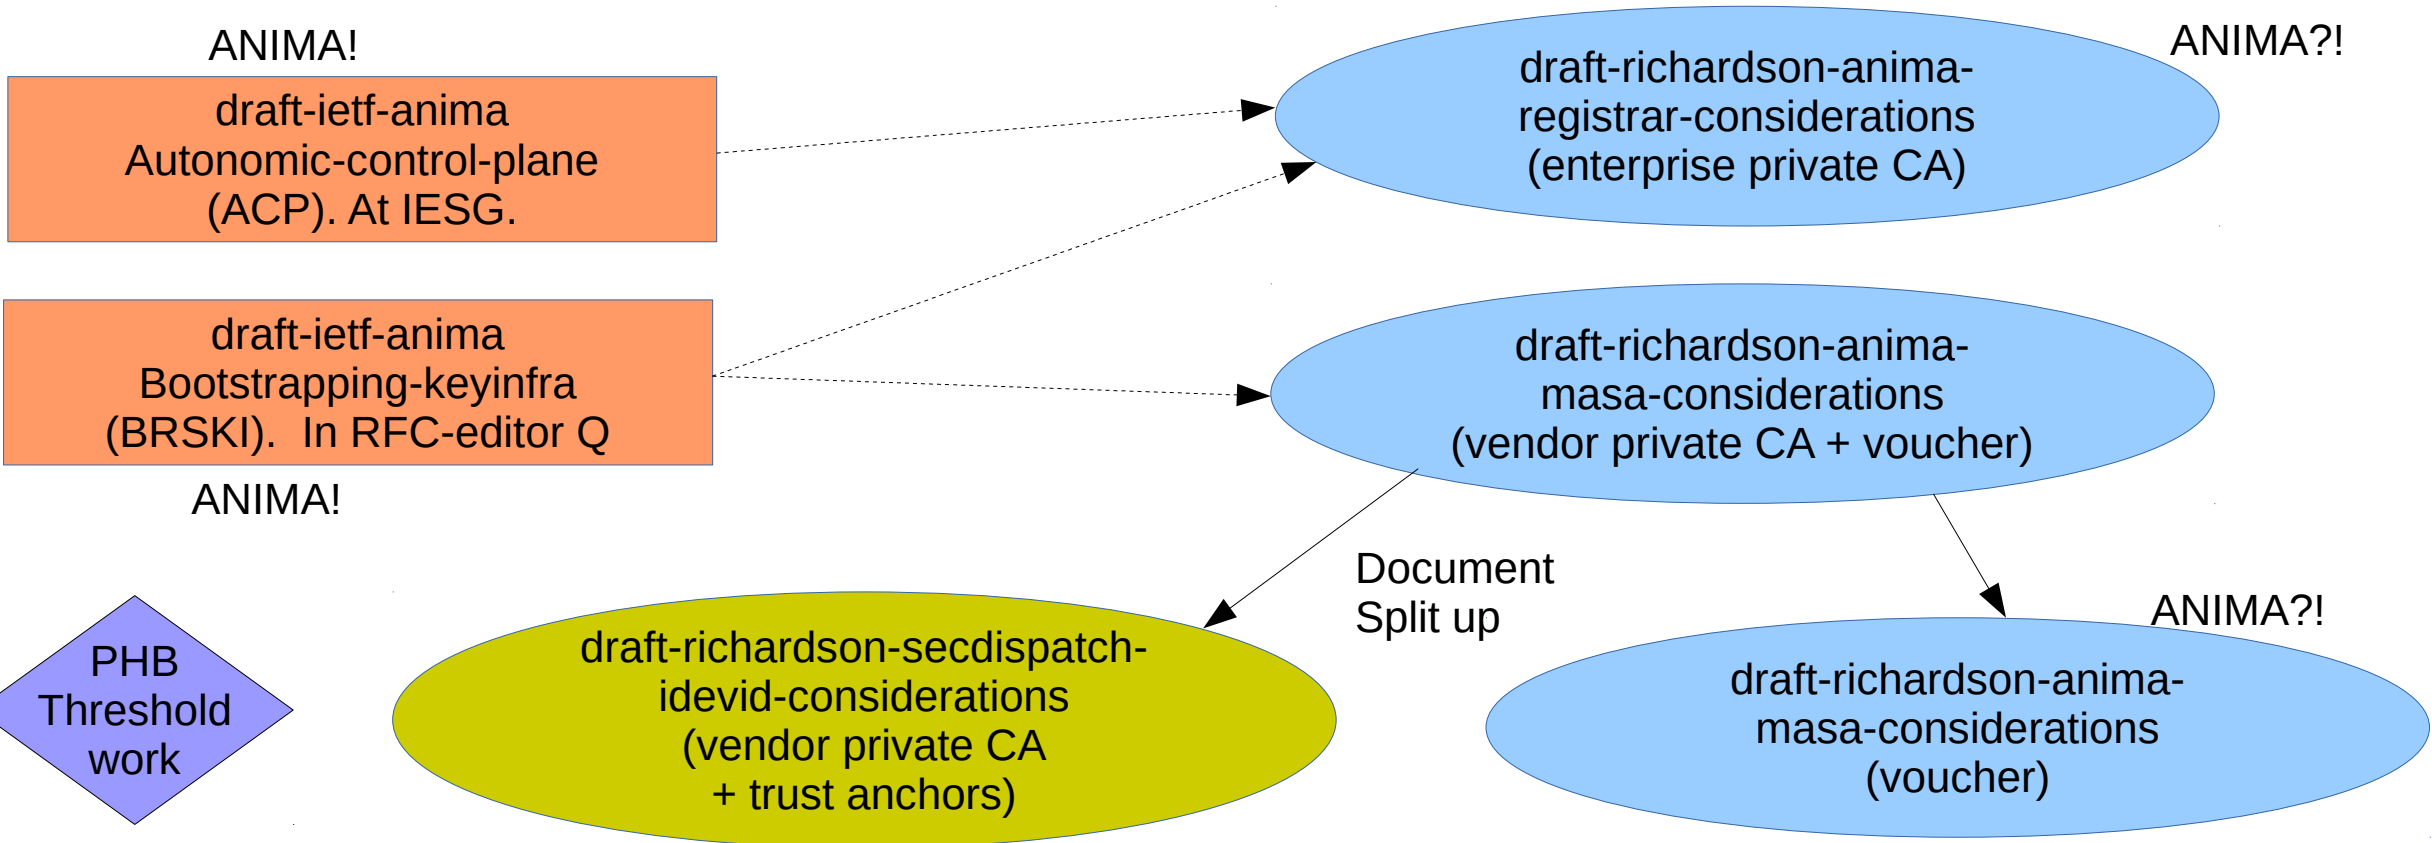 ANIMA!
draft-ietf-anima
Autonomic-control-plane
(ACP). At IESG.
draft-richardson-anima-
registrar-considerations
(enterprise private CA)
ANIMA?!
draft-ietf-anima
Bootstrapping-keyinfra
(BRSKI).  In RFC-editor Q
ANIMA!
draft-richardson-anima-
masa-considerations
(vendor private CA + voucher)
Document
Split up
PHB
Threshold
work
draft-richardson-secdispatch-
idevid-considerations
(vendor private CA
+ trust anchors)
ANIMA?!
draft-richardson-anima-
masa-considerations
(voucher)